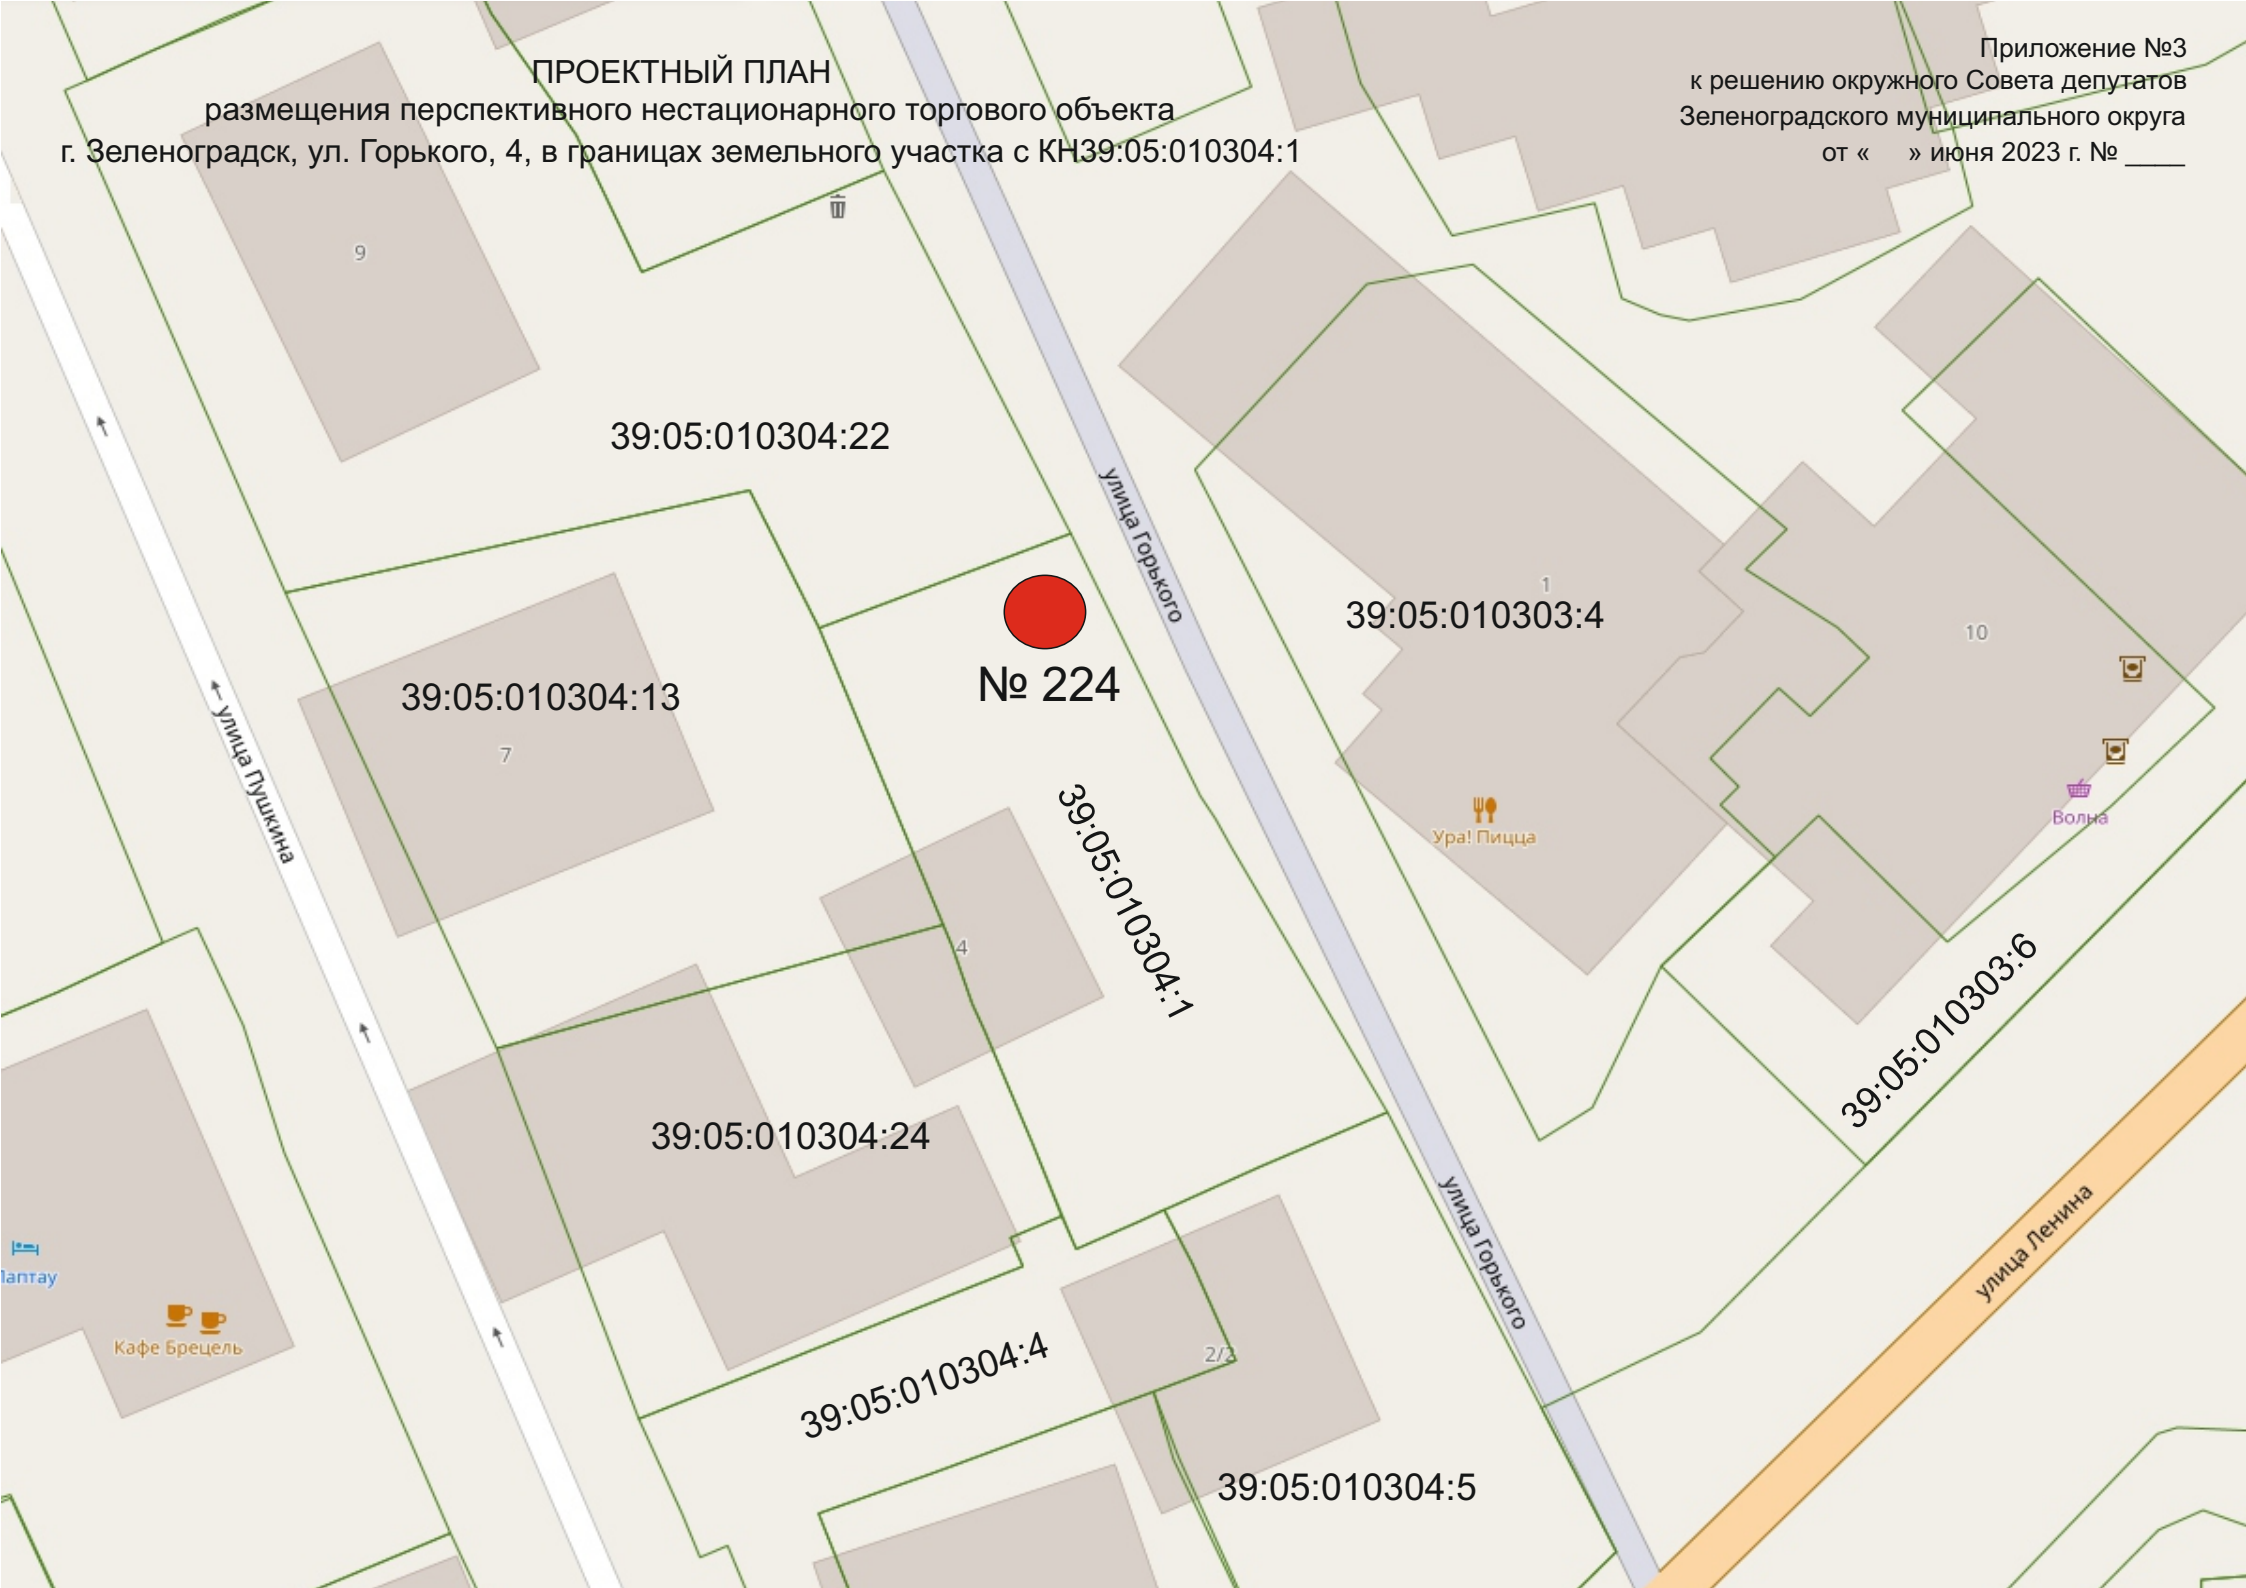 ПРОЕКТНЫЙ ПЛАН
размещения перспективного нестационарного торгового объекта
г. Зеленоградск, ул. Горького, 4, в границах земельного участка с КН39:05:010304:1
Приложение №3
к решению окружного Совета депутатов
Зеленоградского муниципального округа
от « » июня 2023 г. № ____
9
39:05:010304:22
улица Горького
1
39:05:010303:4
10
№ 224
39:05:010304:13
7
улица Пушкина
39:05:010304:1
Ура! Пицца
Волна
4
39:05:010303:6
39:05:010304:24
улица Горького
улица Ленина
Кафе Брецель
39:05:010304:4
2/2
39:05:010304:5